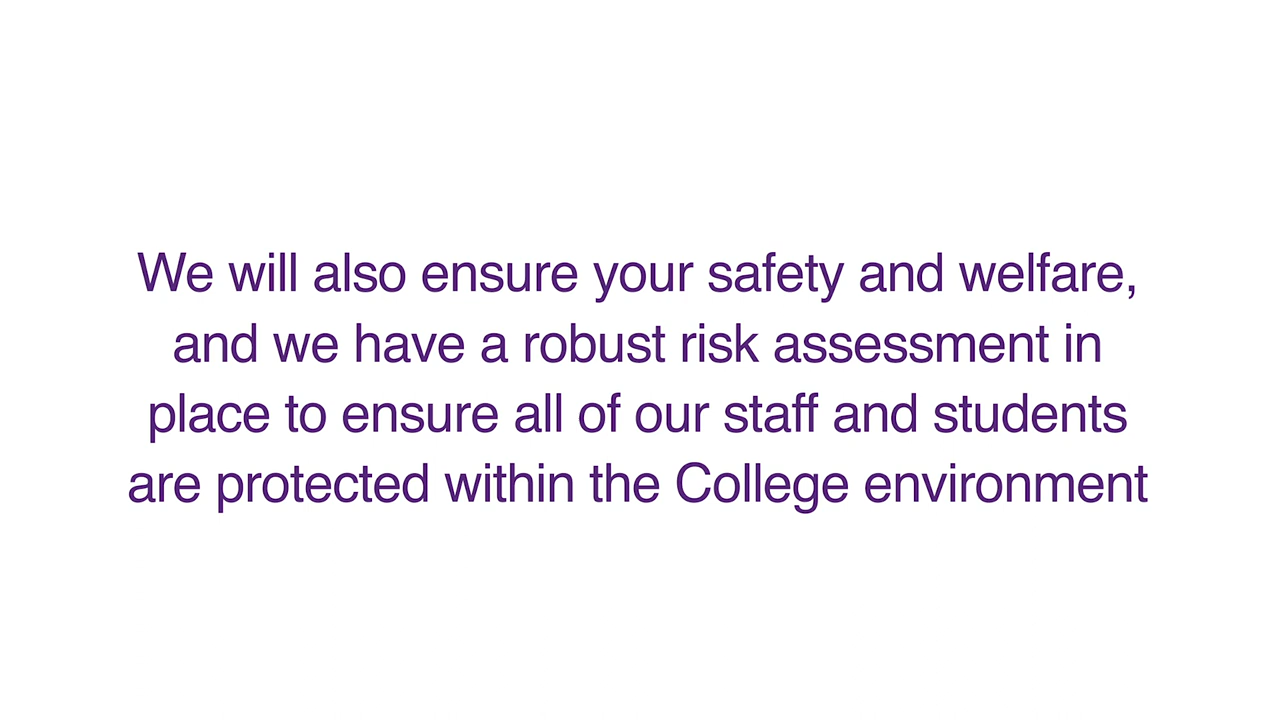 We will also ensure your safety and welfare,
and we have a robust risk assessment in
place to ensure all of our staff and students
are protected within the College environment